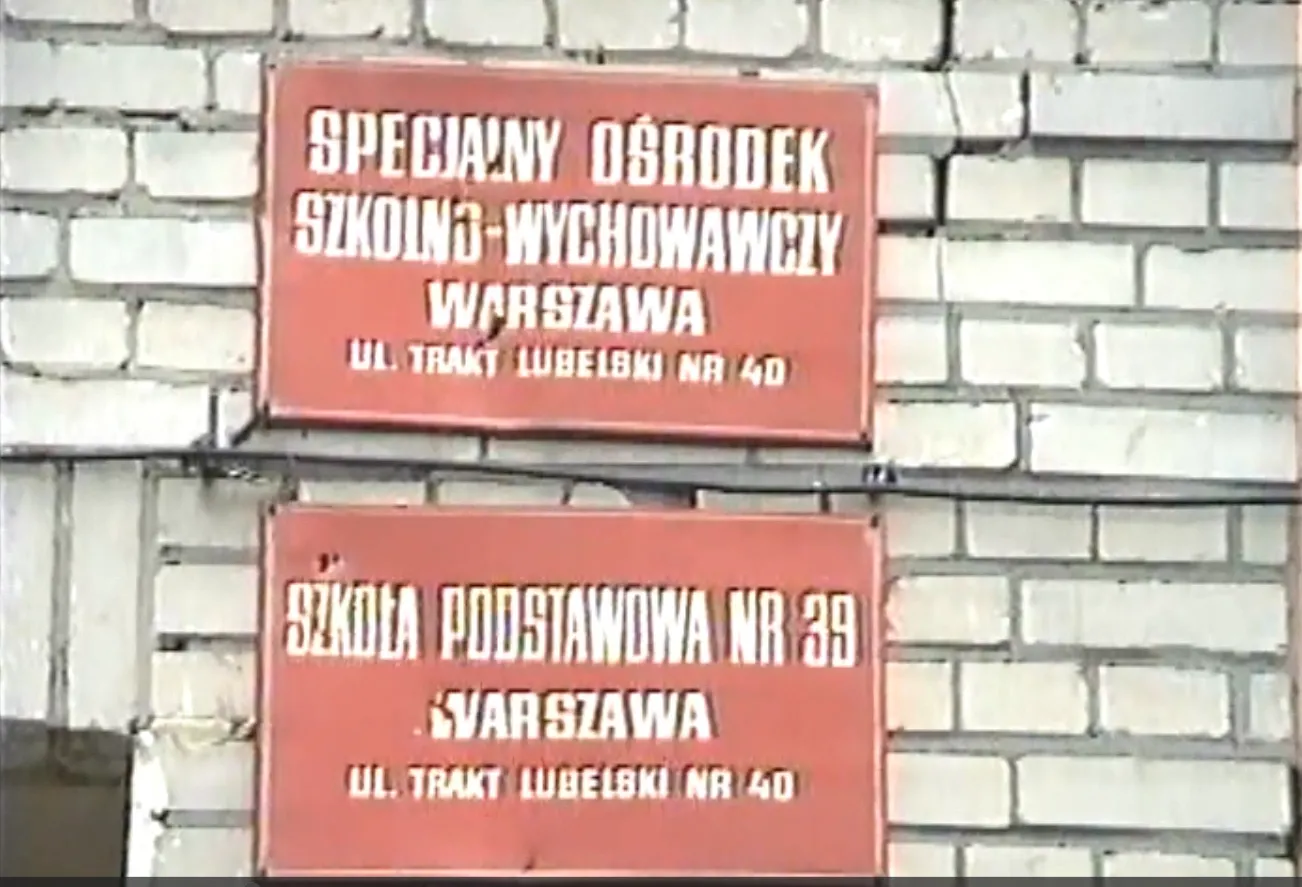 SPECJALNY OŚRODEK
SZKOLNO-WYCHOWAWCZY
WARSZAWA
UL. TRAKT LUBELSKI NR 40
SZKOŁA PODSTAWOWA NR 39
WARSZAWA
UL. TRAKT LUBELSKI NR 40